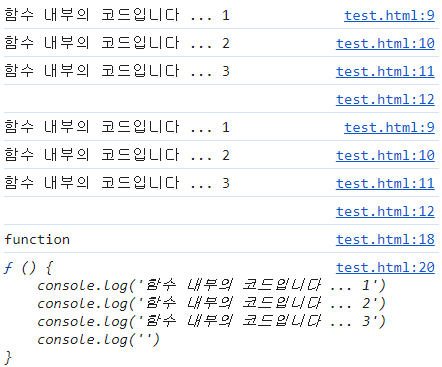 함수 내부의 코드입니다 ... 1 test.html:9
함수 내부의 코드입니다 ... 2 test.html:10
함수 내부의 코드입니다 ... 3 test.html:11
test.html:12
함수 내부의 코드입니다 ... 1 test.html:9
함수 내부의 코드입니다 ... 2 test.html:10
함수 내부의 코드입니다 ... 3 test.html:11
test.html:12
function test.html:18
ƒ () { test.html:20
    console.log('함수 내부의 코드입니다 ... 1')
    console.log('함수 내부의 코드입니다 ... 2')
    console.log('함수 내부의 코드입니다 ... 3')
    console.log('')
}